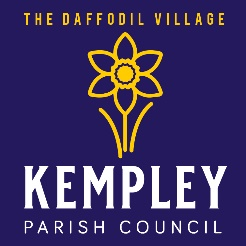 THE DAFFODIL VILLAGE
KEMPLEY
PARISH COUNCIL